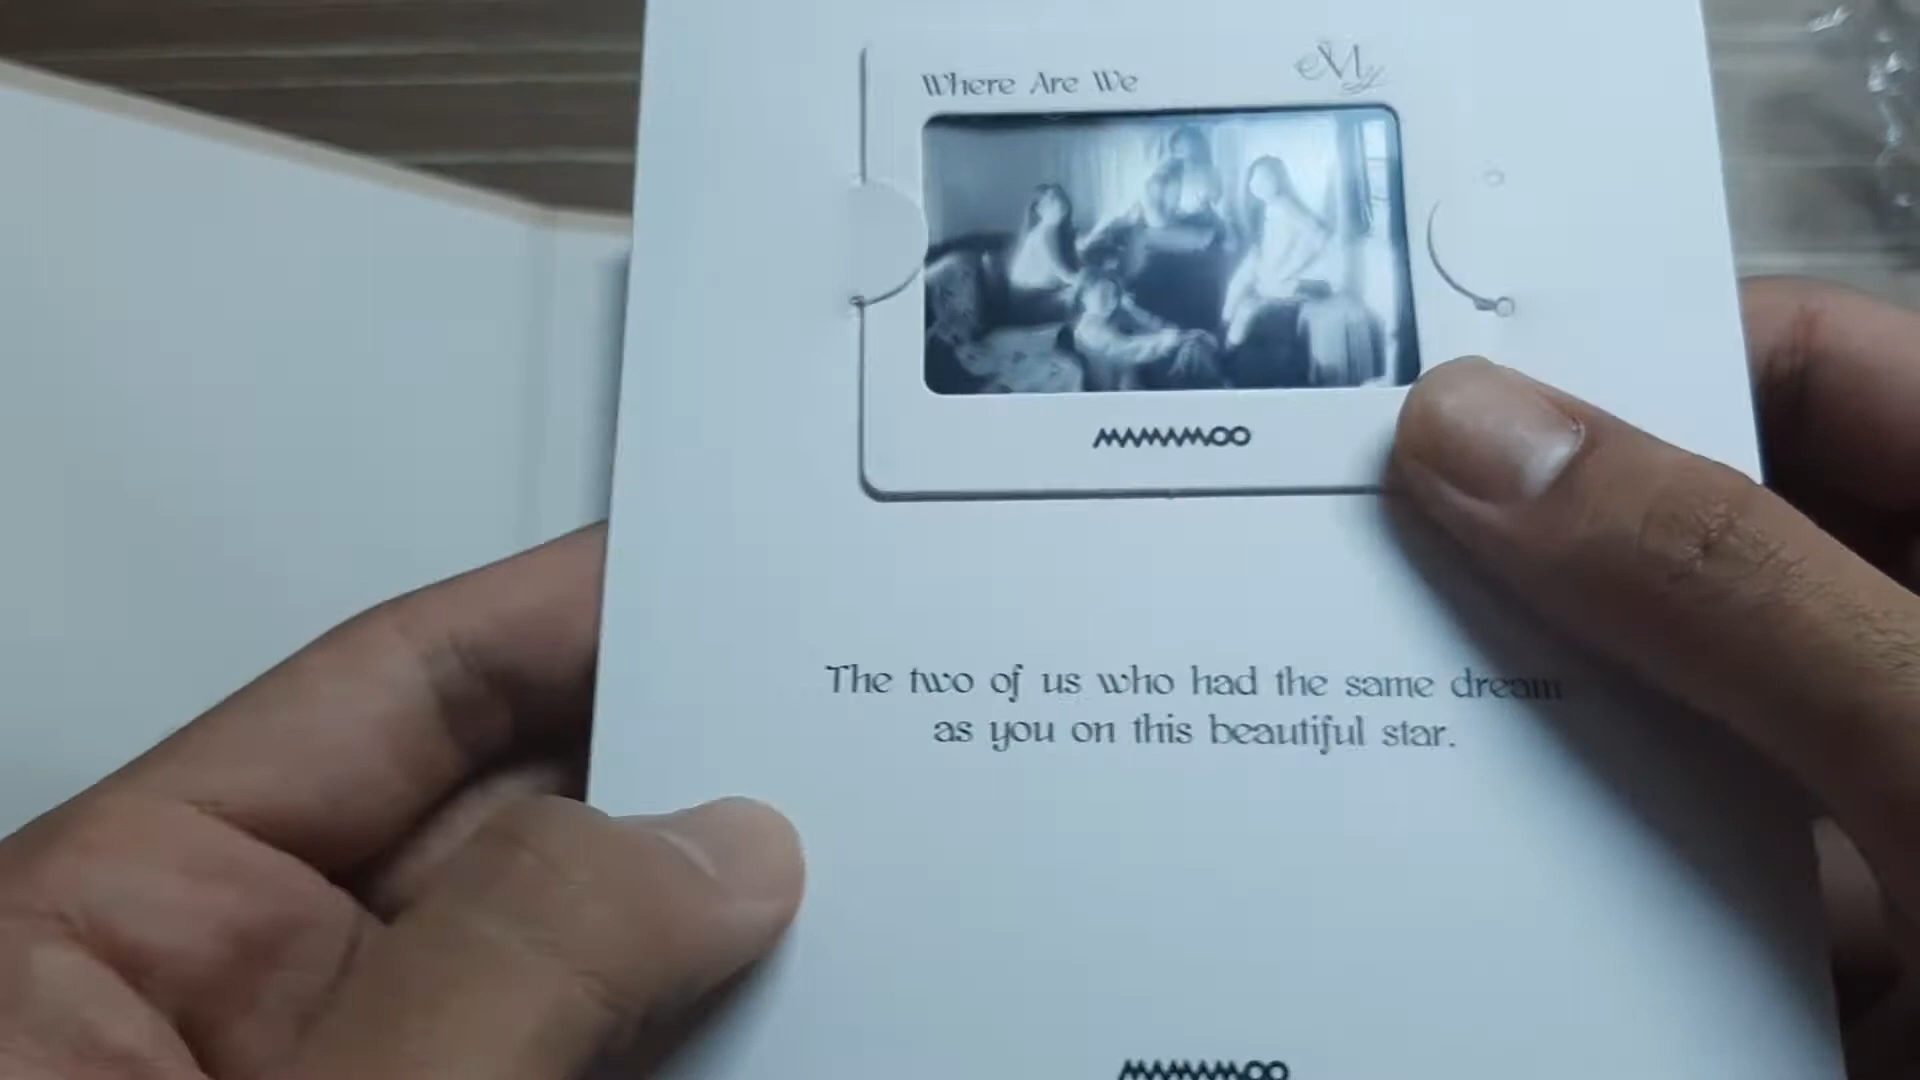 Where Are We
MAMAMOO
The two of us who had the same dream
as you on this beautiful star.
MAMAMOO